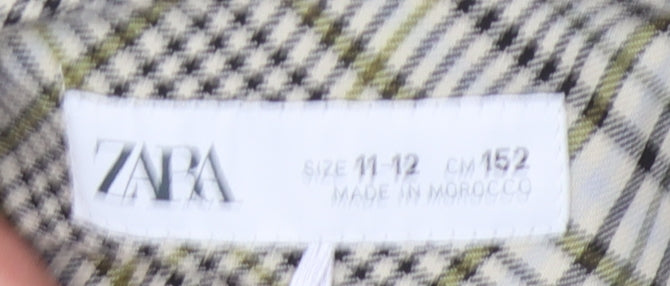 ZARA
SIZE 11-12 CM 152
MADE IN MOROCCO